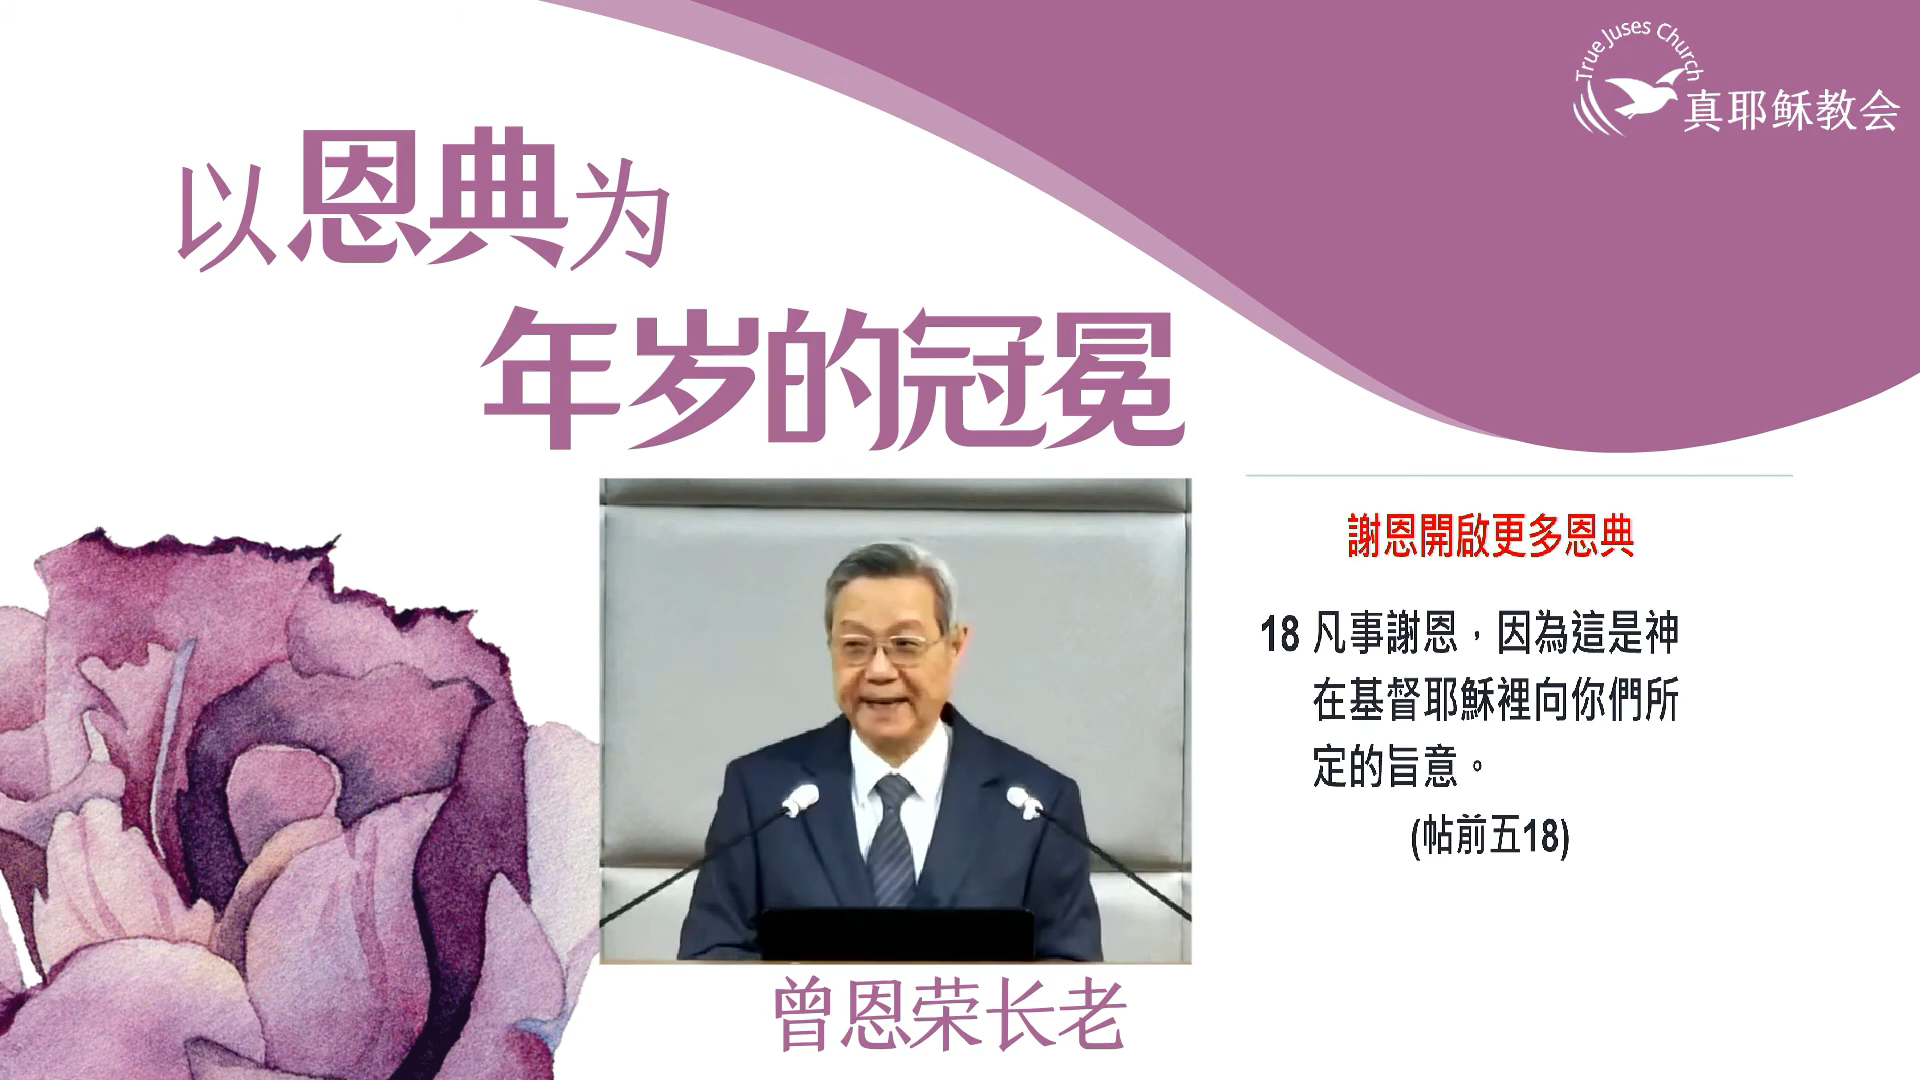 True Juses Church
真耶稣教会
以恩典为
年岁的冠冕
謝恩開啟更多恩典
18 凡事謝恩，因為這是神
在基督耶穌裡向你們所
定的旨意。
(帖前五18)
曾恩荣长老